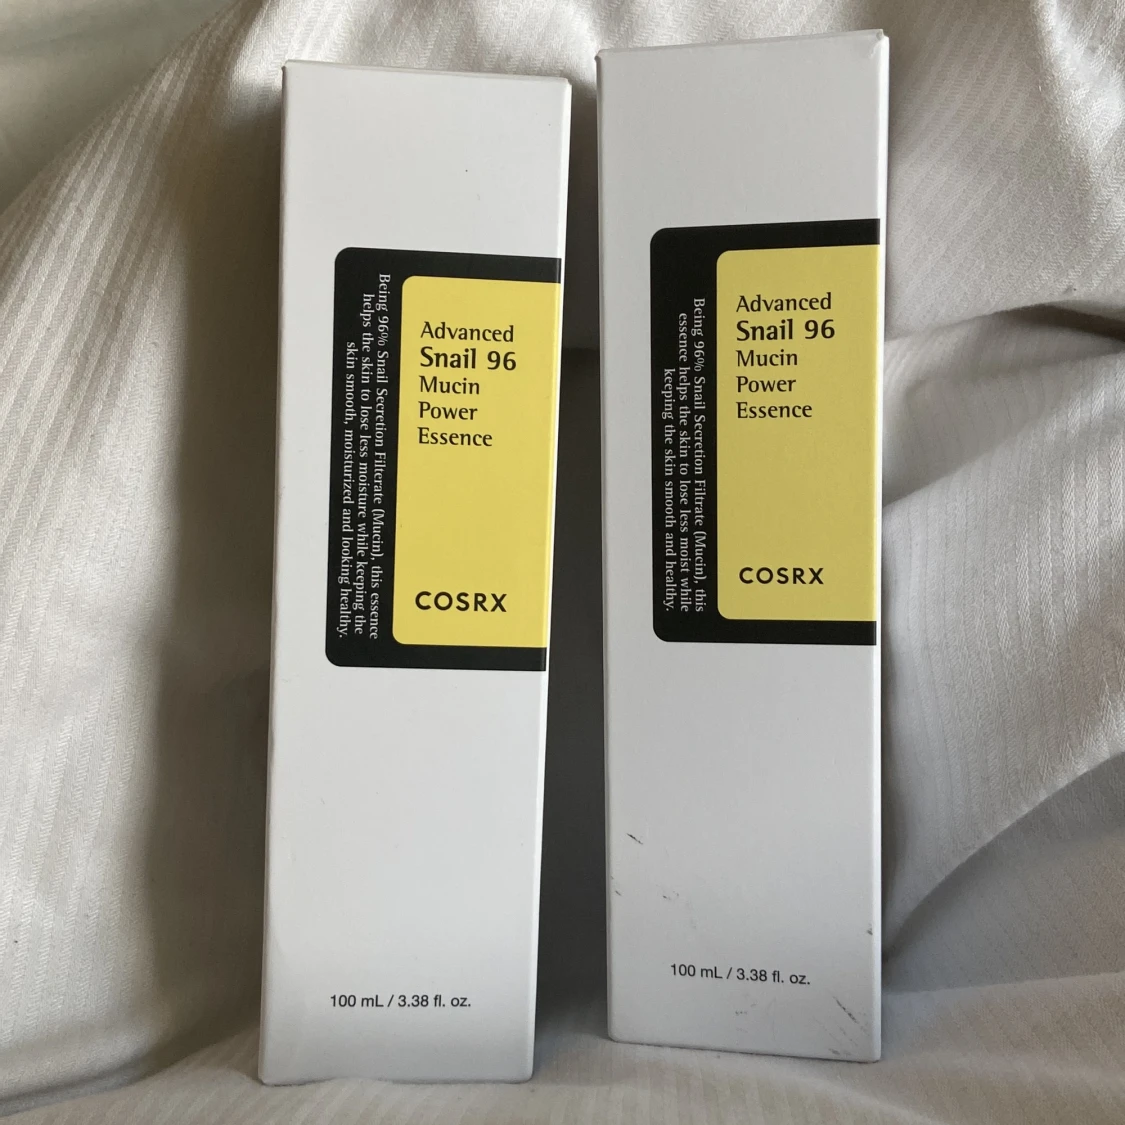 Being 96% Snail Secretion Filterate (Mucin), this essence
helps the skin to lose less moisture while keeping the
skin smooth, moisturized and looking healthy.
Advanced
Snail 96
Mucin
Power
Essence
COSRX
100 mL / 3.38 fl. oz.
Being 96% Snail Secretion Filtrate (Mucin), this
essence helps the skin to lose less moist while
keeping the skin smooth and healthy.
Advanced
Snail 96
Mucin
Power
Essence
COSRX
100 mL / 3.38 fl. oz.